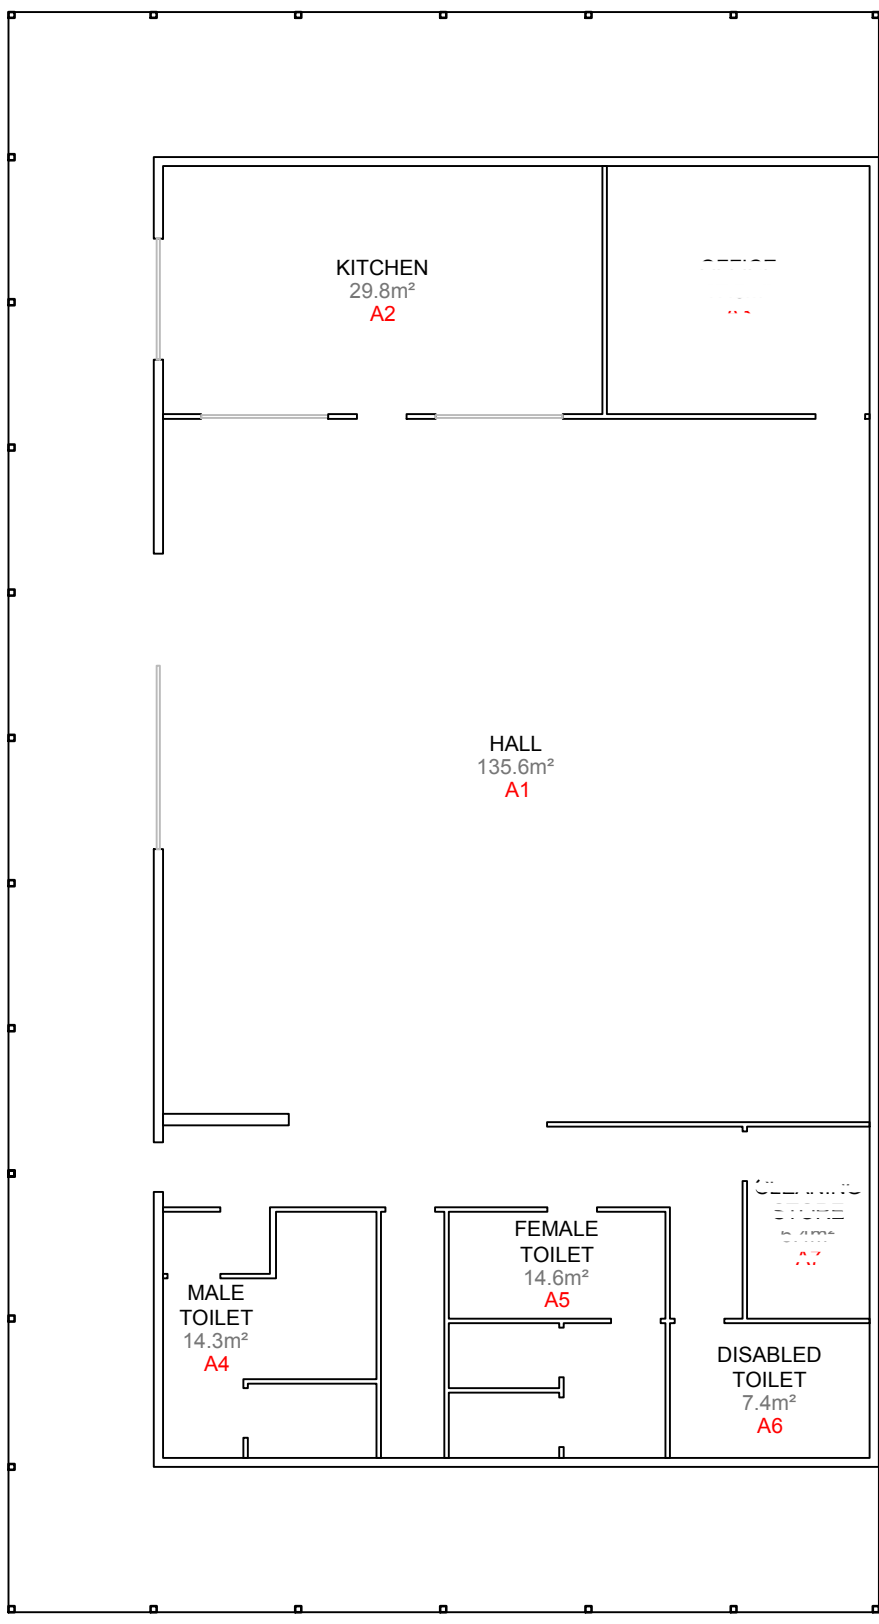 KITCHEN
29.8m²
A2
HALL
135.6m²
A1
FEMALE
TOILET
14.6m²
A5
MALE
TOILET
14.3m²
A4
DISABLED
TOILET
7.4m²
A6